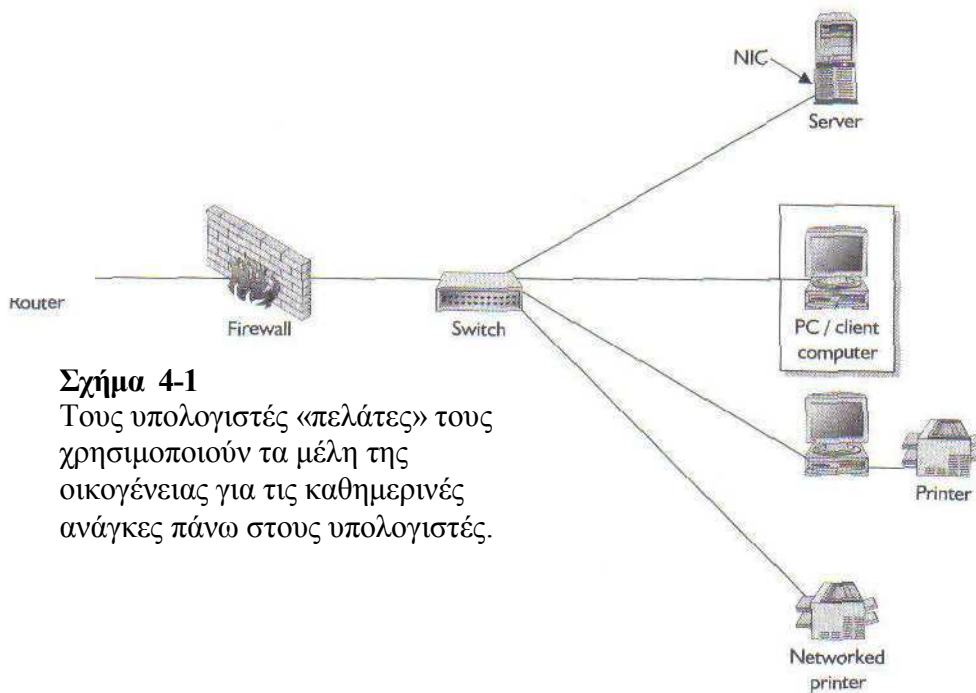 NIC
Server
Router
Firewall
Switch
PC / client
computer
Σχήμα 4-1
Τους υπολογιστές «πελάτες» τους
χρησιμοποιούν τα μέλη της
οικογένειας για τις καθημερινές
ανάγκες πάνω στους υπολογιστές.
Printer
Networked
printer